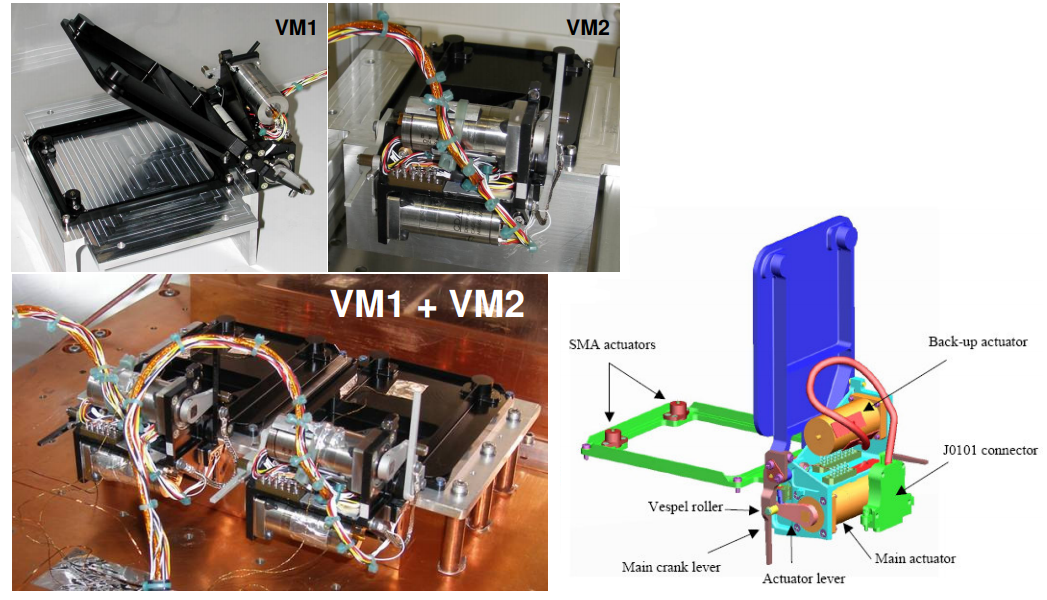 VM1
VM2
VM1 + VM2
SMA actuators
Back-up actuator
J0101 connector
Vespel roller
Main actuator
Main crank lever
Actuator lever